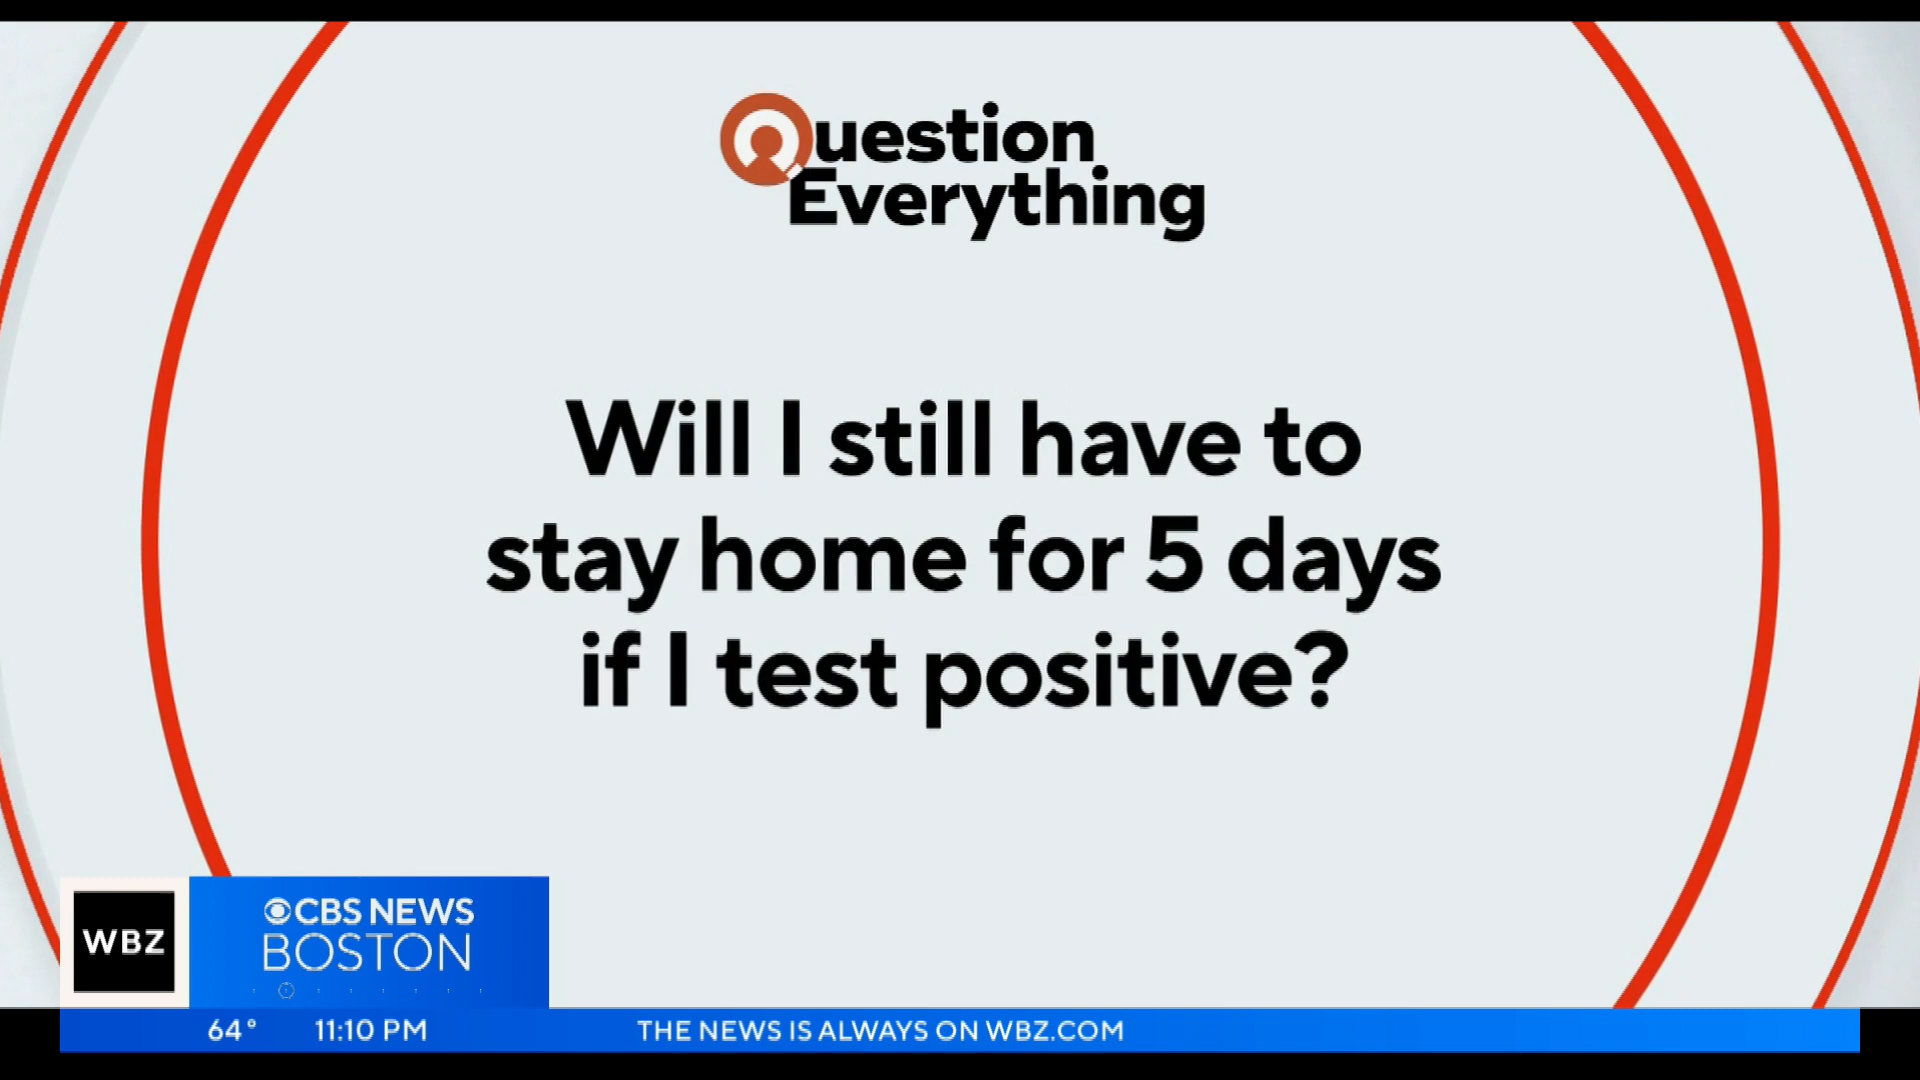 Question
Everything
Will I still have to
stay home for 5 days
if I test positive?
WBZ
CBS NEWS
BOSTON
64° 11:10 PM THE NEWS IS ALWAYS ON WBZ.COM